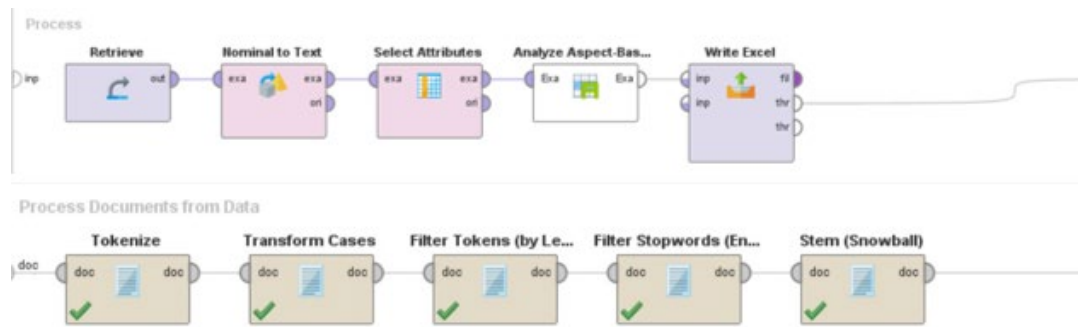 Process
Retrieve Nominal to Text Select Attributes Analyze Aspect-Bas... Write Excel
inp out exa exa exa exa Exa Exa inp fil
ori ori inp thr
thr
Process Documents from Data
Tokenize Transform Cases Filter Tokens (by Le... Filter Stopwords (En... Stem (Snowball)
doc doc doc doc doc doc doc doc doc doc doc